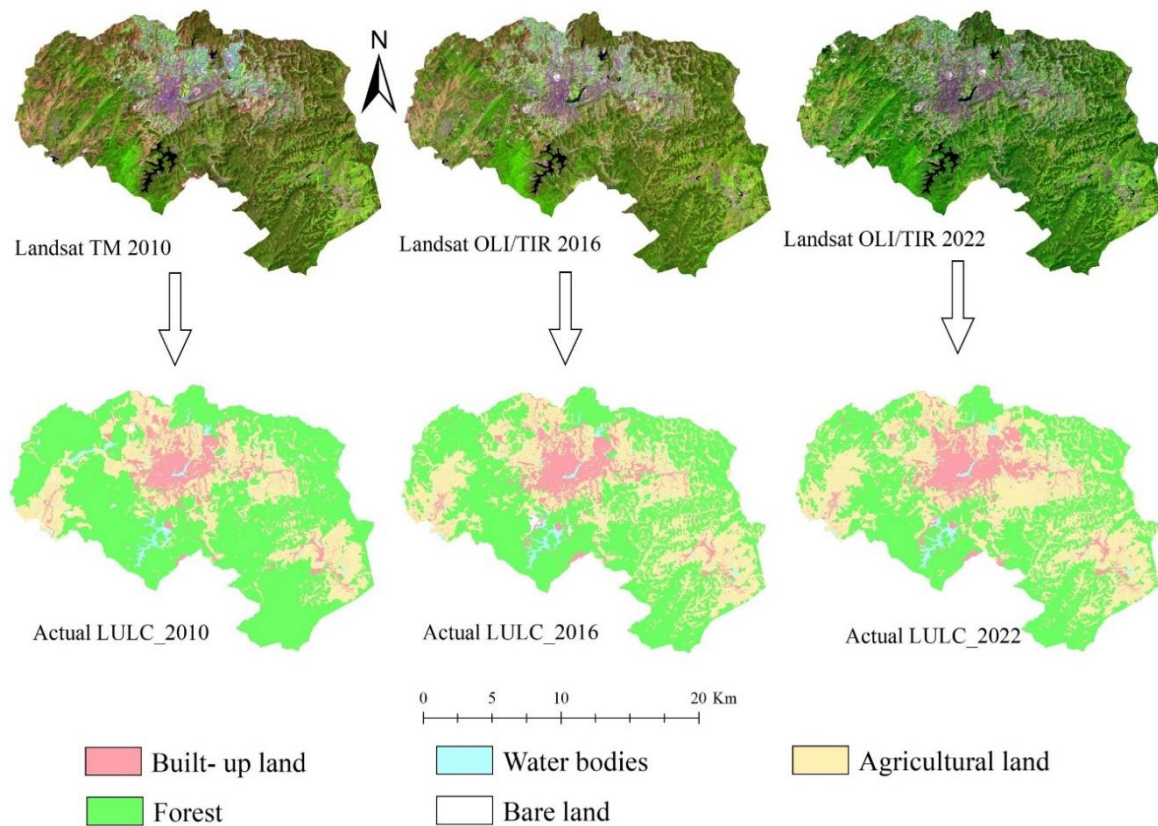 N
Landsat TM 2010
Landsat OLI/TIR 2016
Landsat OLI/TIR 2022
Actual LULC_2010
Actual LULC_2016
Actual LULC_2022
0 5 10 20 Km
Built- up land
Water bodies
Agricultural land
Forest
Bare land